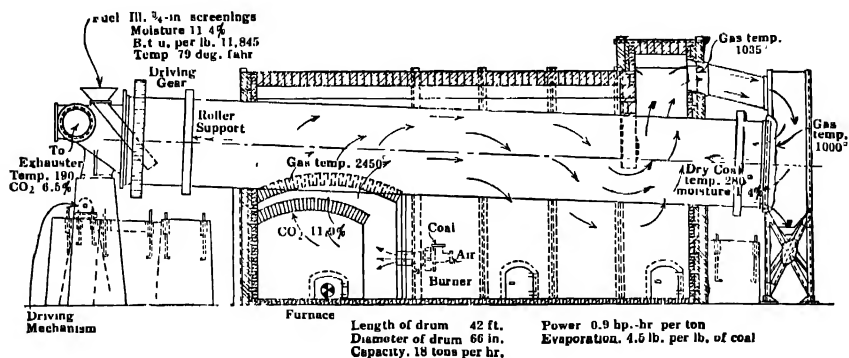 Fuel Ill. ¾-in screenings
Moisture 11 4%
B.t u. per lb. 11,845
Temp 79 deg. fahr
Driving
Gear
Roller
Support
To
Exhauster
Temp. 190
CO2 6.5%
Gas temp. 2450°
CO2 11.0%
Coal
Air
Burner
Gas temp.
1035°
Gas
temp.
1000°
Dry Coal
temp. 280°
moisture 1 4%
Driving
Mechanism
Furnace
Length of drum 42 ft.
Diameter of drum 66 in.
Capacity. 18 tons per hr.
Power 0.9 hp.-hr per ton
Evaporation. 4.5 lb. per lb. of coal